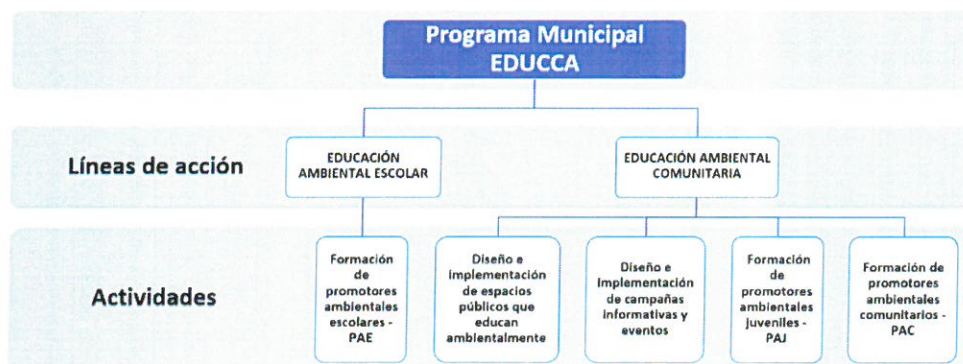 Programa Municipal
EDUCCA
Líneas de acción
EDUCACIÓN
AMBIENTAL ESCOLAR
EDUCACIÓN AMBIENTAL
COMUNITARIA
Actividades
Formación
de
promotores
ambientales
escolares -
PAE
Diseño e
implementación
de espacios
públicos que
educan
ambientalmente
Diseño e
Implementación
de campañas
informativas y
eventos
Formación
de
promotores
ambientales
juveniles -
PAJ
Formación de
promotores
ambientales
comunitarios -
PAC